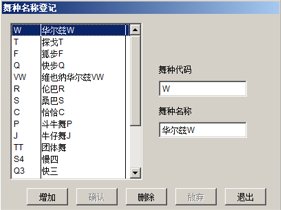 舞种名称登记
W 华尔兹W
T 探戈T
F 狐步F
Q 快步Q
VW 维也纳华尔兹VW
R 伦巴R
S 桑巴S
C 恰恰C
P 斗牛舞P
J 牛仔舞J
TT 团体舞
S4 慢四
Q3 快三
舞种代码
W
舞种名称
华尔兹W
增加 确认 删除 放弃 退出